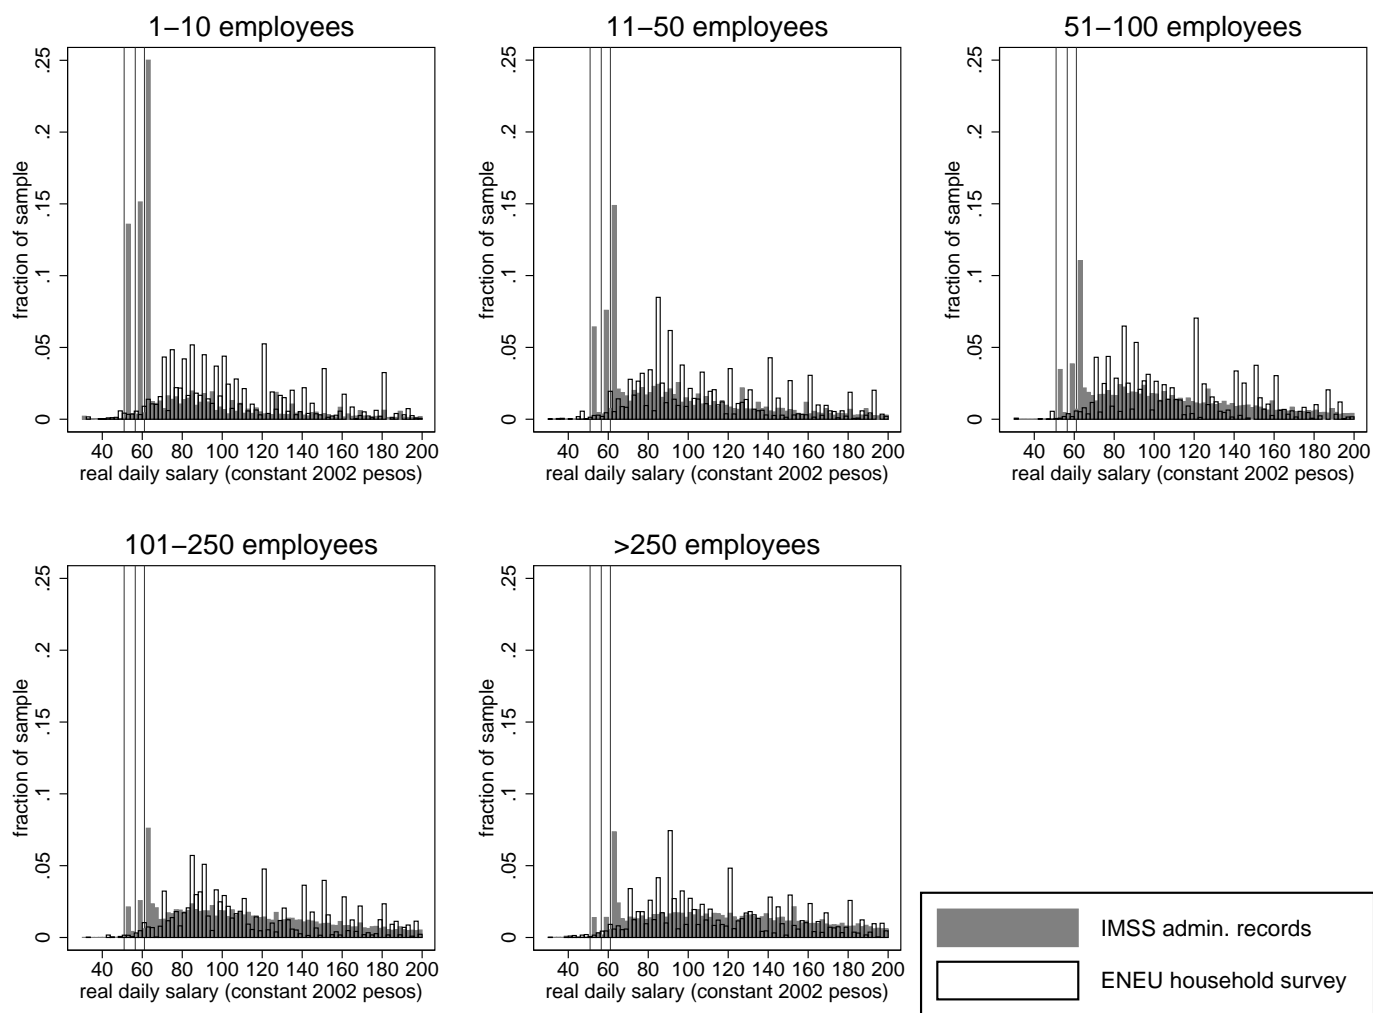 1–10 employees
fraction of sample
0 .05 .1 .15 .2 .25
40 60 80 100 120 140 160 180 200
real daily salary (constant 2002 pesos)
11–50 employees
fraction of sample
0 .05 .1 .15 .2 .25
40 60 80 100 120 140 160 180 200
real daily salary (constant 2002 pesos)
51–100 employees
fraction of sample
0 .05 .1 .15 .2 .25
40 60 80 100 120 140 160 180 200
real daily salary (constant 2002 pesos)
101–250 employees
fraction of sample
0 .05 .1 .15 .2 .25
40 60 80 100 120 140 160 180 200
real daily salary (constant 2002 pesos)
>250 employees
fraction of sample
0 .05 .1 .15 .2 .25
40 60 80 100 120 140 160 180 200
real daily salary (constant 2002 pesos)
IMSS admin. records
ENEU household survey